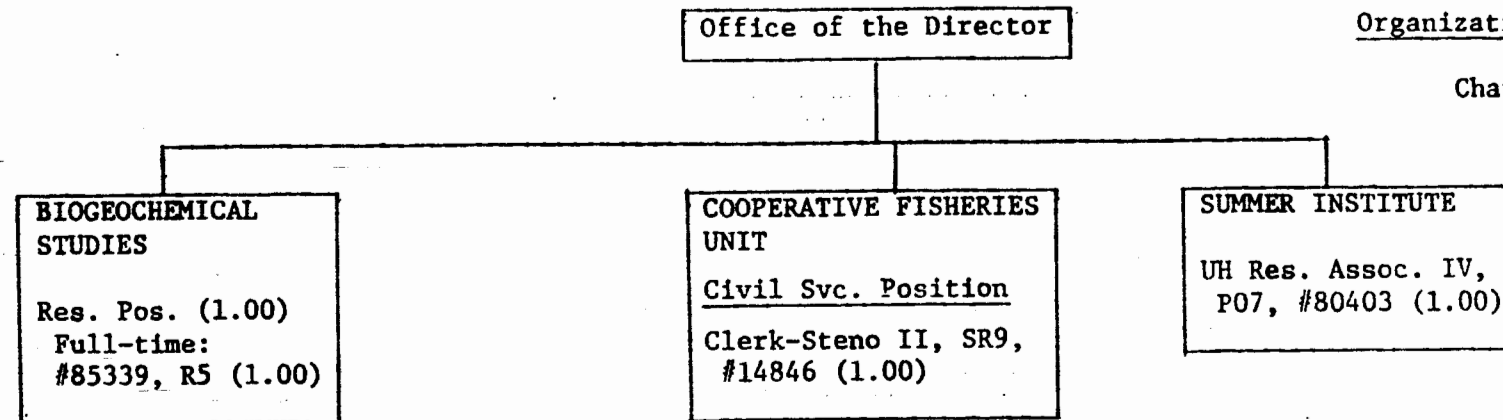 Office of the Director
Organizati
Cha
BIOGEOCHEMICAL
STUDIES
Res. Pos. (1.00)
Full-time:
#85339, R5 (1.00)
COOPERATIVE FISHERIES
UNIT
Civil Svc. Position
Clerk-Steno II, SR9,
#14846 (1.00)
SUMMER INSTITUTE
UH Res. Assoc. IV,
P07, #80403 (1.00)